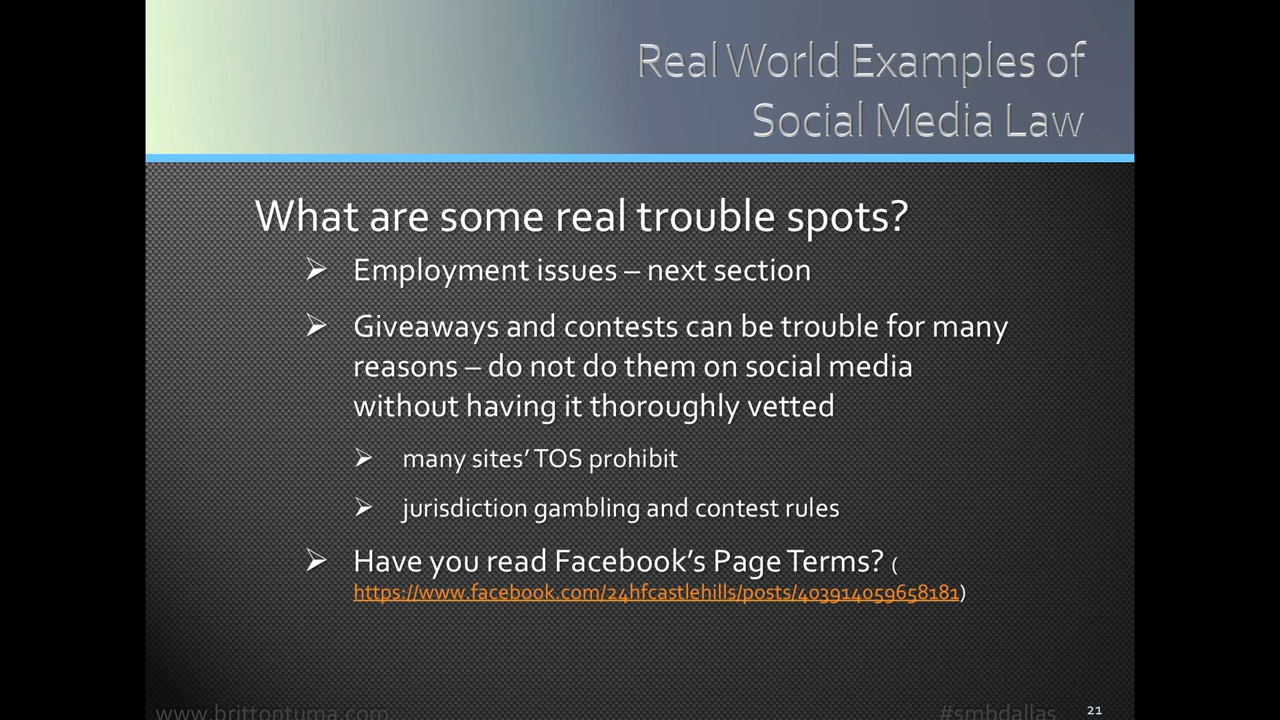 Real World Examples of
Social Media Law
What are some real trouble spots?
➢ Employment issues – next section
➢ Giveaways and contests can be trouble for many
reasons – do not do them on social media
without having it thoroughly vetted
➢ many sites’ TOS prohibit
➢ jurisdiction gambling and contest rules
➢ Have you read Facebook’s Page Terms? (
https://www.facebook.com/24hfcastlehills/posts/403914059658181)
www.brittontuma.com
#smbdallas
21